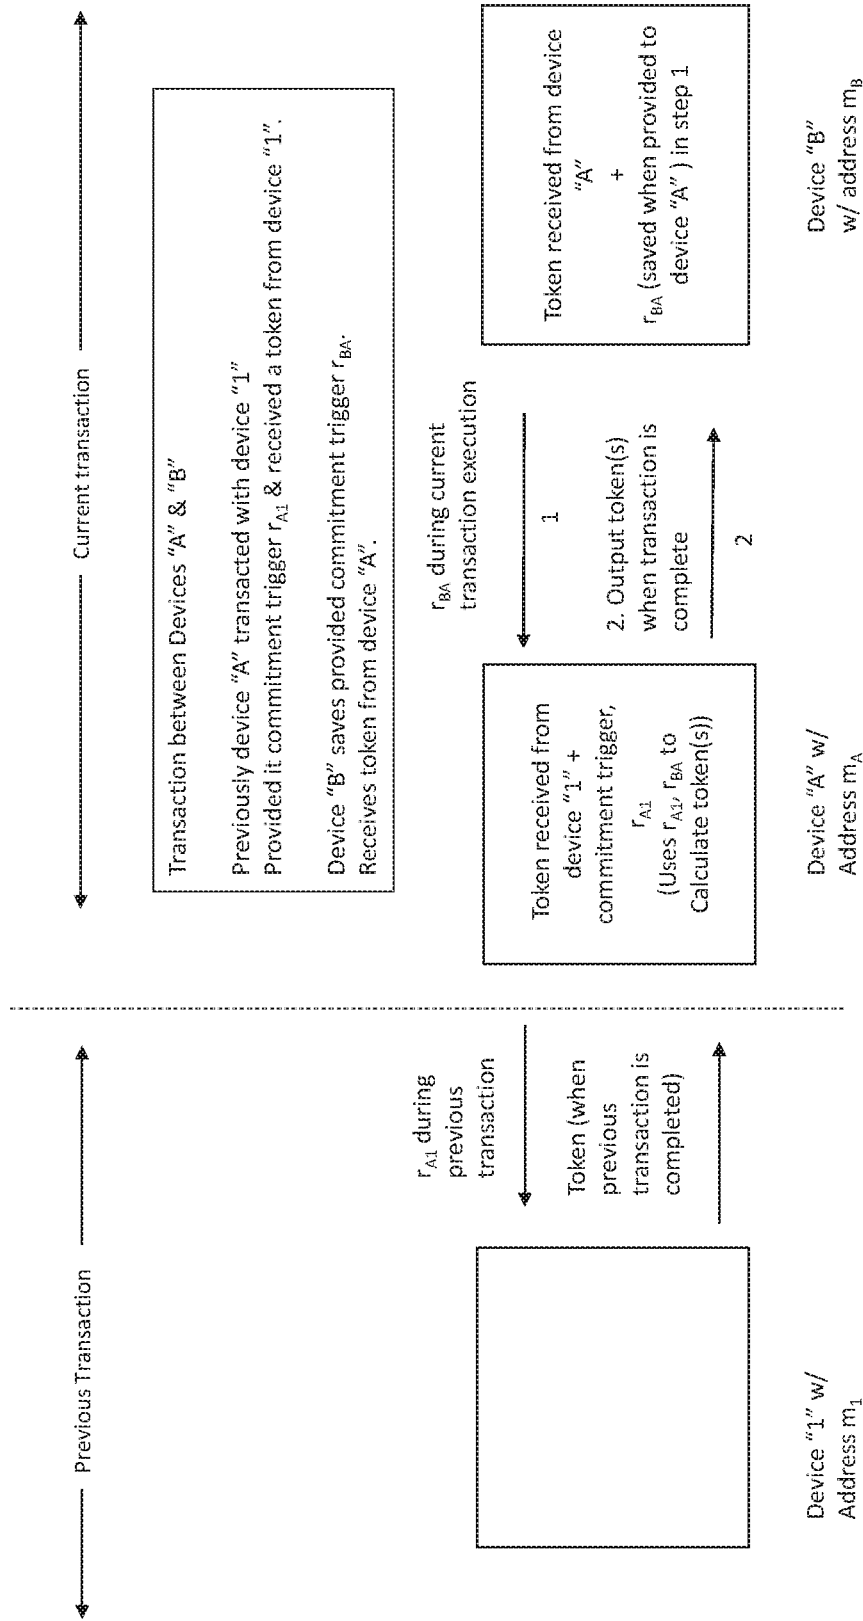 Previous Transaction
Current transaction
Transaction between Devices “A” & “B”
Previously device “A” transacted with device “1”
Provided it commitment trigger rA1 & received a token from device “1”.
Device “B” saves provided commitment trigger rBA.
Receives token from device “A”.
rA1 during
previous
transaction
Token (when
previous
transaction is
completed)
Token received from
device “1” +
commitment trigger,
rA1
(Uses rA1, rBA to
Calculate token(s))
rBA during current
transaction execution
1
2. Output token(s)
when transaction is
complete
2
Token received from device
“A”
+
rBA (saved when provided to
device “A” ) in step 1
Device “1” w/
Address m1
Device “A” w/
Address mA
Device “B”
w/ address mB